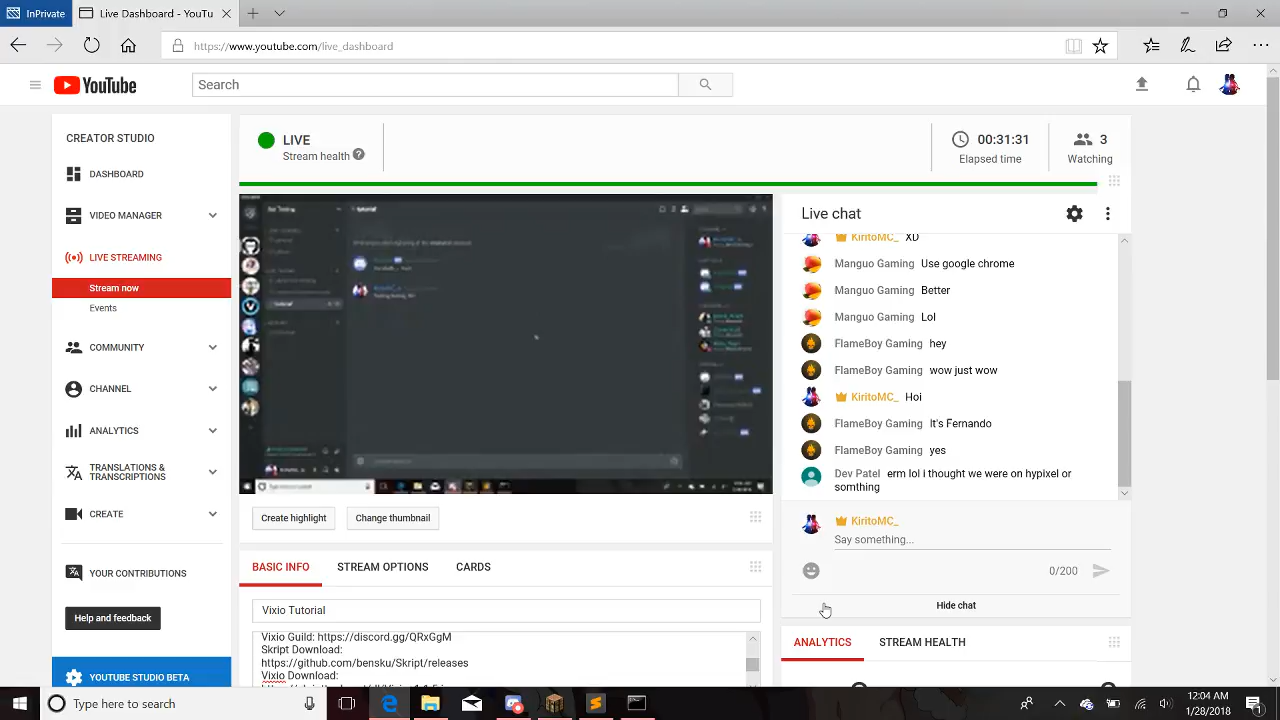 InPrivate
YouTube
https://www.youtube.com/live_dashboard
YouTube
Search
CREATOR STUDIO
DASHBOARD
VIDEO MANAGER
LIVE STREAMING
Stream now
Events
COMMUNITY
CHANNEL
ANALYTICS
TRANSLATIONS &
TRANSCRIPTIONS
CREATE
YOUR CONTRIBUTIONS
Help and feedback
YOUTUBE STUDIO BETA
LIVE
Stream health
00:31:31
Elapsed time
3
Watching
Create highlight
Change thumbnail
BASIC INFO
STREAM OPTIONS
CARDS
Vixio Tutorial
Vixio Guild: https://discord.gg/QRxGgM
Skript Download:
https://github.com/bensku/Skript/releases
Vixio Download:
Live chat
KiritoMC_ XD
Manguo Gaming Use google chrome
Manguo Gaming Better
Manguo Gaming Lol
FlameBoy Gaming hey
FlameBoy Gaming wow just wow
KiritoMC_ Hoi
FlameBoy Gaming It's Fernando
FlameBoy Gaming yes
Dev Patel erm lol i thought we were on hypixel or
somthing
KiritoMC_
Say something...
0/200
Hide chat
ANALYTICS
STREAM HEALTH
Type here to search
12:04 AM
1/28/2018